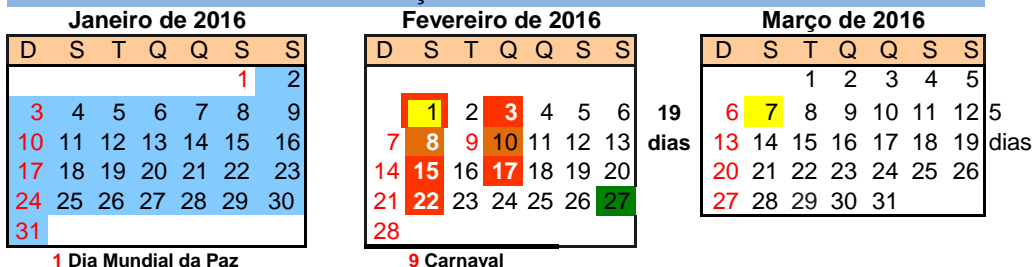 Janeiro de 2016 Fevereiro de 2016 Março de 2016
D S T Q Q S S D S T Q Q S S D S T Q Q S S
1 2 1 2 3 4 5
3 4 5 6 7 8 9 1 2 3 4 5 6 19 6 7 8 9 10 11 12 5
10 11 12 13 14 15 16 7 8 9 10 11 12 13 dias 13 14 15 16 17 18 19 dias
17 18 19 20 21 22 23 14 15 16 17 18 19 20 20 21 22 23 24 25 26
24 25 26 27 28 29 30 21 22 23 24 25 26 27 27 28 29 30 31
31 28
1 Dia Mundial da Paz 9 Carnaval